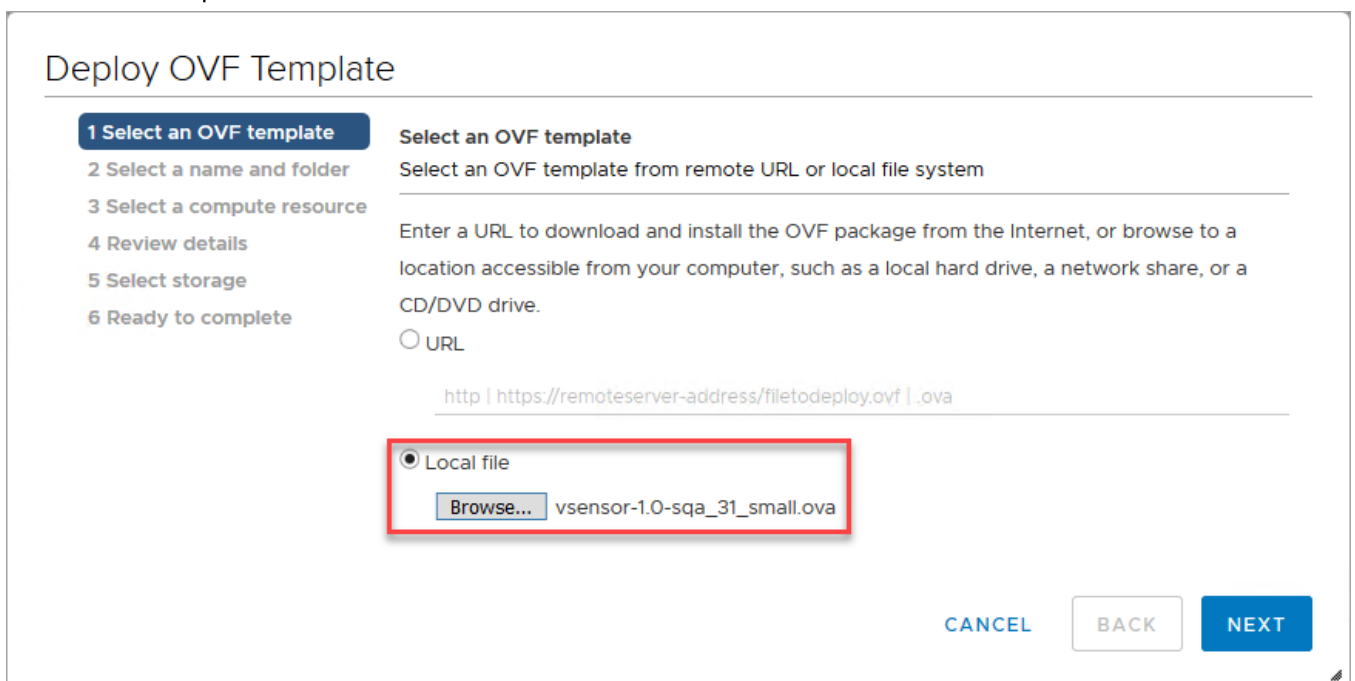 Deploy OVF Template
1 Select an OVF template
2 Select a name and folder
3 Select a compute resource
4 Review details
5 Select storage
6 Ready to complete
Select an OVF template
Select an OVF template from remote URL or local file system
Enter a URL to download and install the OVF package from the Internet, or browse to a
location accessible from your computer, such as a local hard drive, a network share, or a
CD/DVD drive.
URL
http | https://remoteserver-address/filetodeploy.ovf | .ova
Local file
Browse... vsensor-1.0-sqa_31_small.ova
CANCEL BACK NEXT